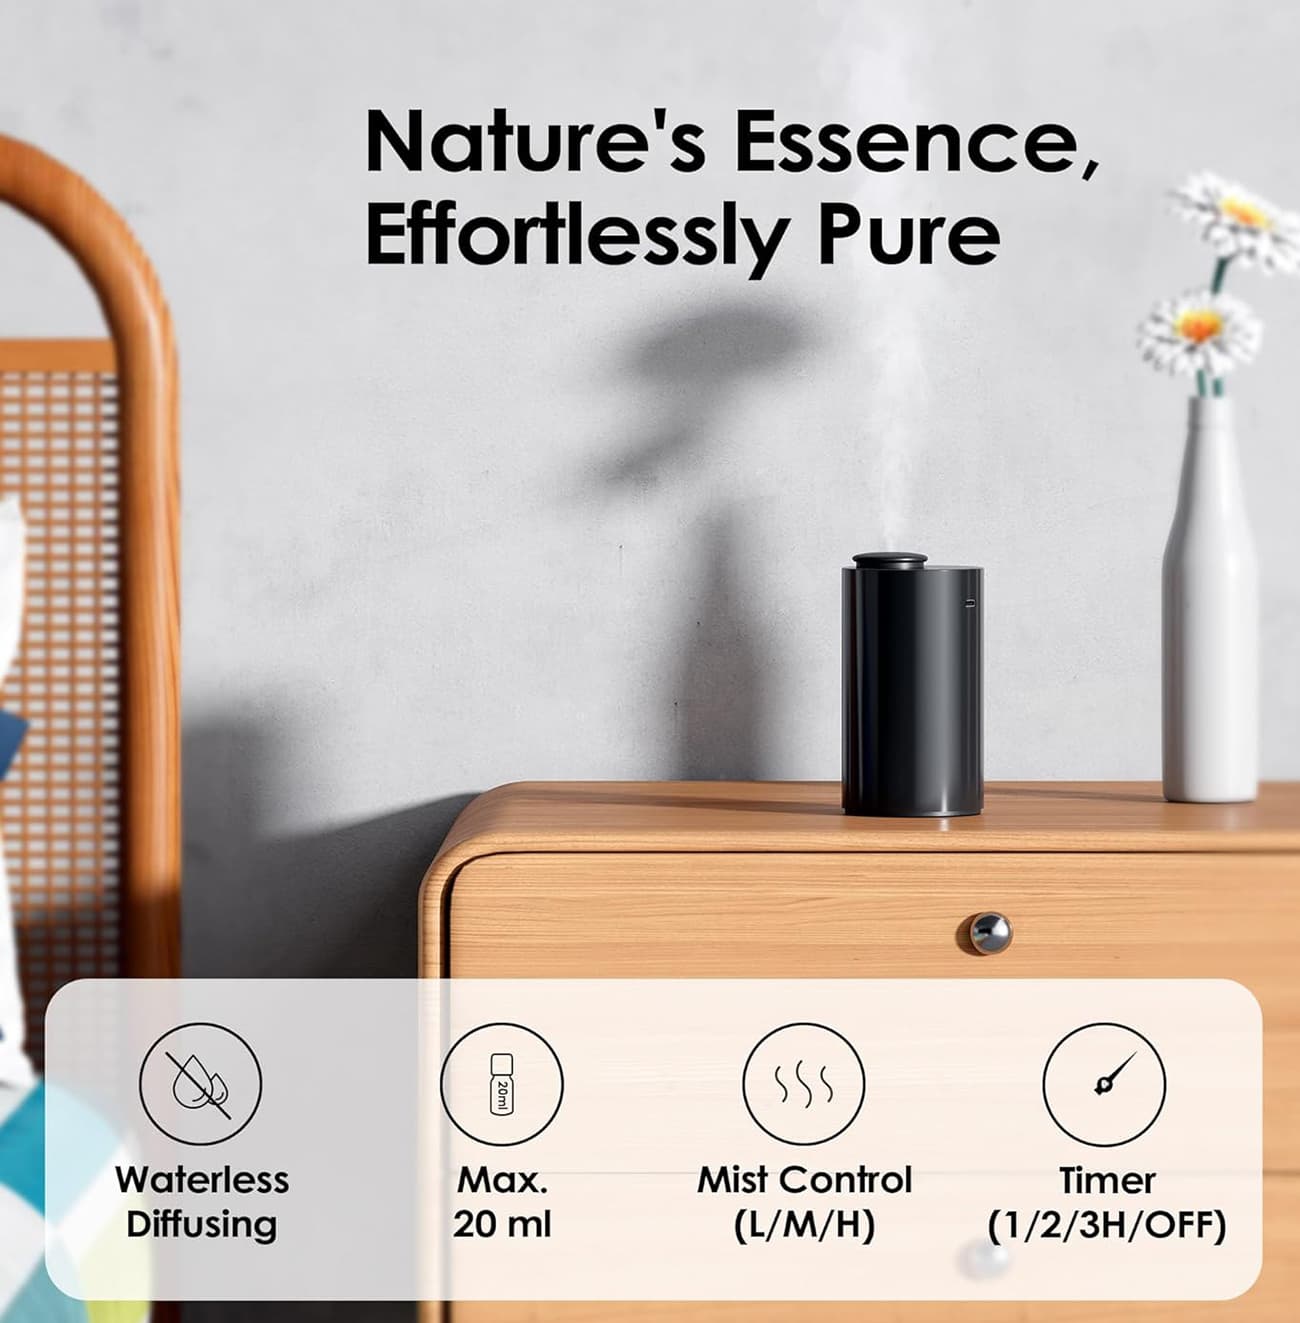 Nature's Essence,
Effortlessly Pure
20ml
Waterless
Diffusing
Max.
20 ml
Mist Control
(L/M/H)
Timer
(1/2/3H/OFF)